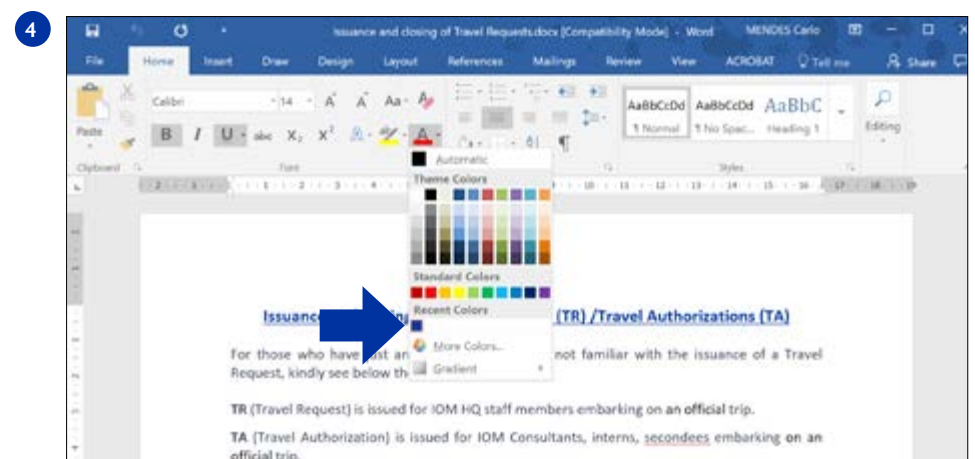 4
Issuance and closing of Travel Requests.docx [Compatibility Mode] - Word MENDES Carlo
File Home Insert Draw Design Layout References Mailings Review View ACROBAT Tell me Share
Calibri 14 A A Aa
AaBbCcDd AaBbCcDd AaBbC
Paste B I U abc X₂ X² A A
¶ Normal ¶ No Spac... Heading 1 Editing
Clipboard Font Styles
Automatic
Theme Colors
Standard Colors
Recent Colors
More Colors...
Gradient
Issuance (TR) /Travel Authorizations (TA)
For those who have not familiar with the issuance of a Travel
Request, kindly see below
TR (Travel Request) is issued for IOM HQ staff members embarking on an official trip.
TA (Travel Authorization) is issued for IOM Consultants, interns, secondees embarking on an
official trip.